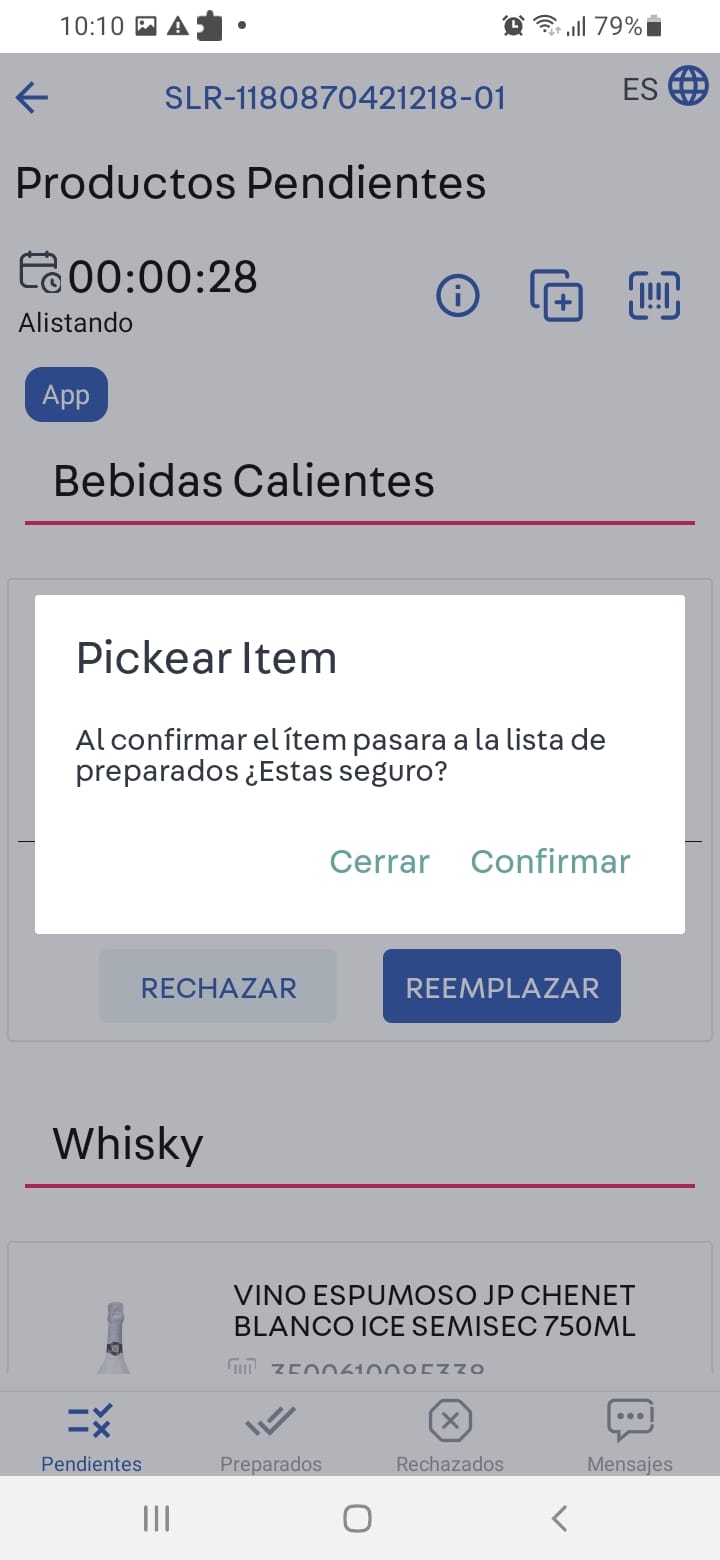 10:10
79%
SLR-1180870421218-01
ES
Productos Pendientes
00:00:28
Alistando
App
Bebidas Calientes
Pickear Item
Al confirmar el ítem pasara a la lista de
preparados ¿Estas seguro?
Cerrar Confirmar
RECHAZAR REEMPLAZAR
Whisky
VINO ESPUMOSO JP CHENET
BLANCO ICE SEMISEC 750ML
Pendientes Preparados Rechazados Mensajes